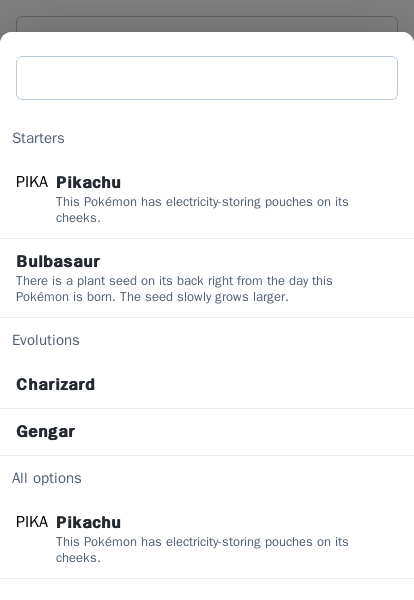 Starters
PIKA Pikachu
This Pokémon has electricity-storing pouches on its
cheeks.
Bulbasaur
There is a plant seed on its back right from the day this
Pokémon is born. The seed slowly grows larger.
Evolutions
Charizard
Gengar
All options
PIKA Pikachu
This Pokémon has electricity-storing pouches on its
cheeks.